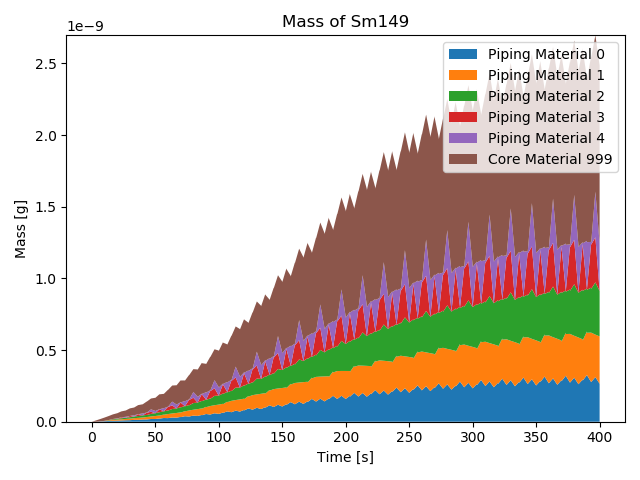 Mass of Sm149
1e−9
Piping Material 0
Piping Material 1
Piping Material 2
Piping Material 3
Piping Material 4
Core Material 999
Mass [g]
2.5
2.0
1.5
1.0
0.5
0.0
0 50 100 150 200 250 300 350 400
Time [s]